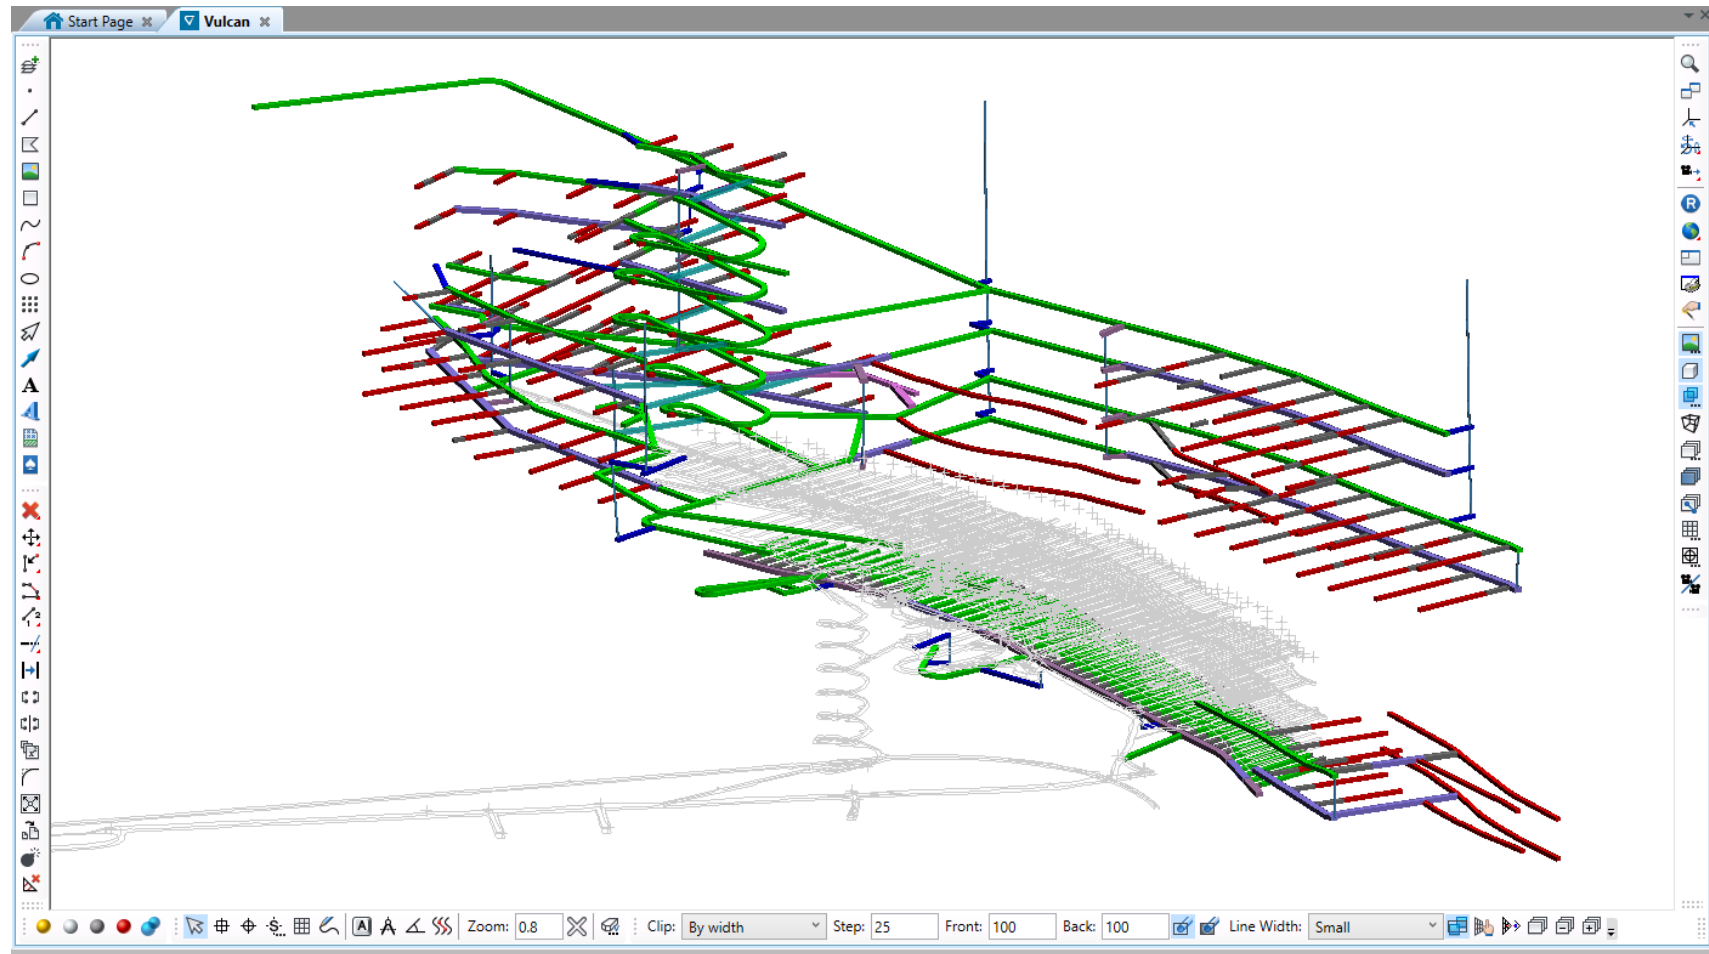 Start Page
Vulcan
A
R
A
Zoom: 0.8
Clip: By width
Step: 25
Front: 100
Back: 100
Line Width: Small